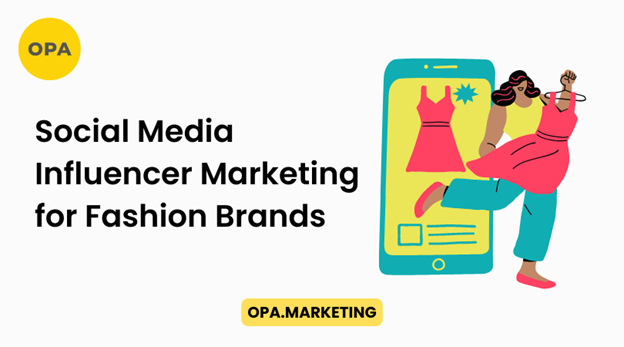 OPA
Social Media
Influencer Marketing
for Fashion Brands
OPA.MARKETING